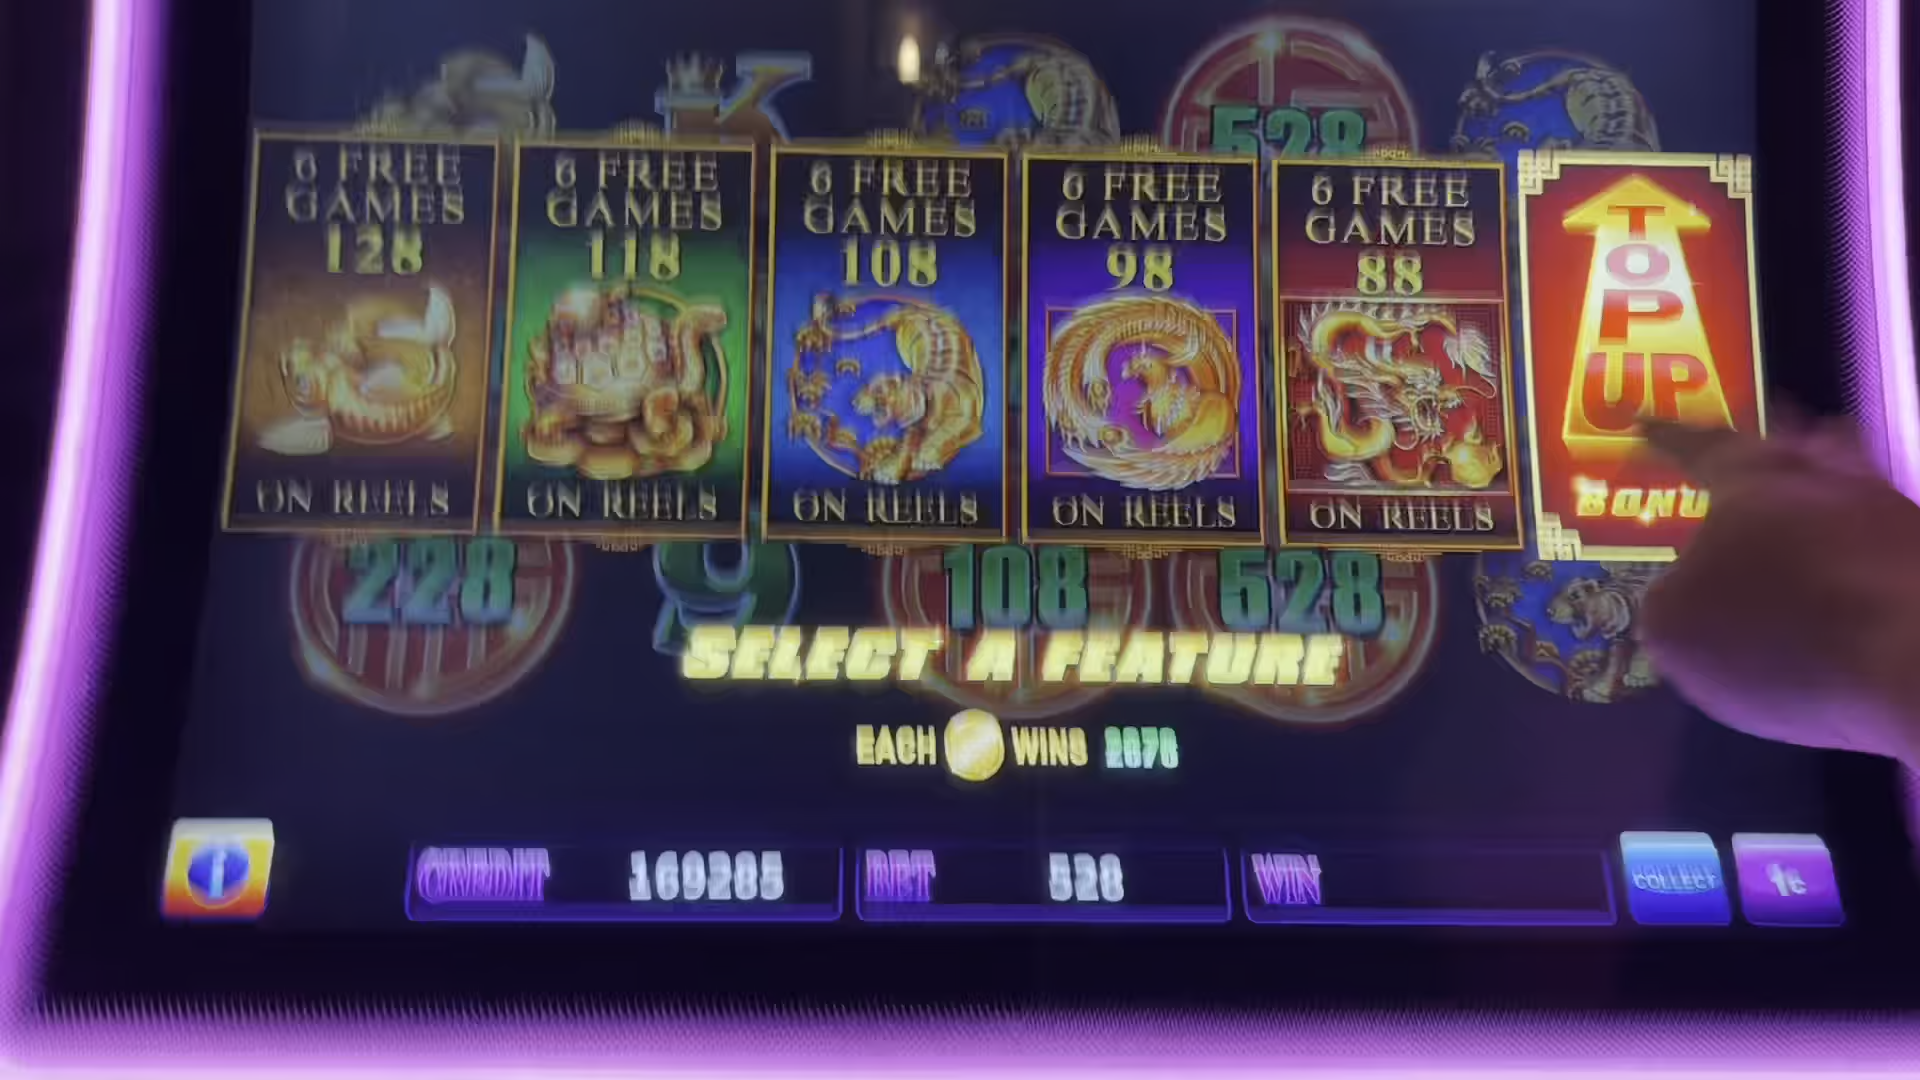 K
528
6 FREE
GAMES
128
ON REELS
6 FREE
GAMES
118
ON REELS
6 FREE
GAMES
108
ON REELS
6 FREE
GAMES
98
ON REELS
6 FREE
GAMES
88
ON REELS
TOP
UP
BONU
228
9
108
528
SELECT A FEATURE
EACH WINS
CREDIT 169285
BET 528
WIN
COLLECT
1¢